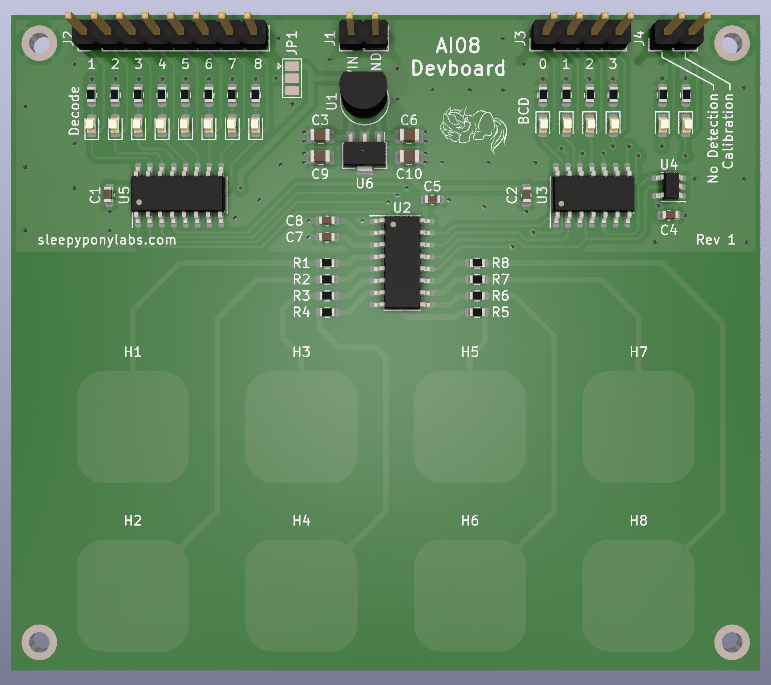 J2
JP1
J1
VIN
GND
AI08
Devboard
J3
J4
1 2 3 4 5 6 7 8
0 1 2 3
Decode
U1
BCD
No Detection
Calibration
C3
C6
C9
C10
U6
U4
C1
U5
C5
C2
U3
C8
C7
U2
C4
sleepyponylabs.com
Rev 1
R1
R2
R3
R4
R8
R7
R6
R5
H1
H3
H5
H7
H2
H4
H6
H8